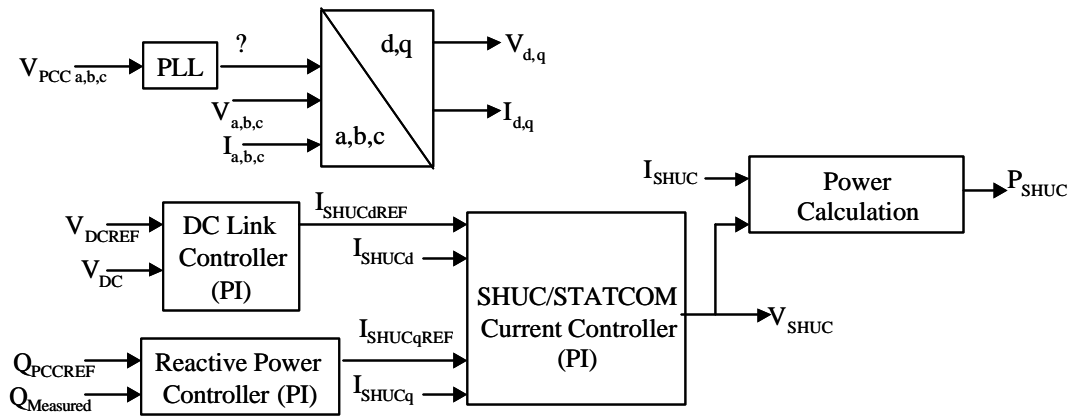 ?
V_PCC a,b,c
PLL
d,q
V_d,q
V_a,b,c
I_d,q
a,b,c
I_a,b,c
I_SHUC
Power
Calculation
P_SHUC
I_SHUCdREF
V_DCREF
DC Link
Controller
(PI)
I_SHUCd
V_DC
SHUC/STATCOM
Current Controller
(PI)
V_SHUC
I_SHUCqREF
Q_PCCREF
Reactive Power
Controller (PI)
I_SHUCq
Q_Measured